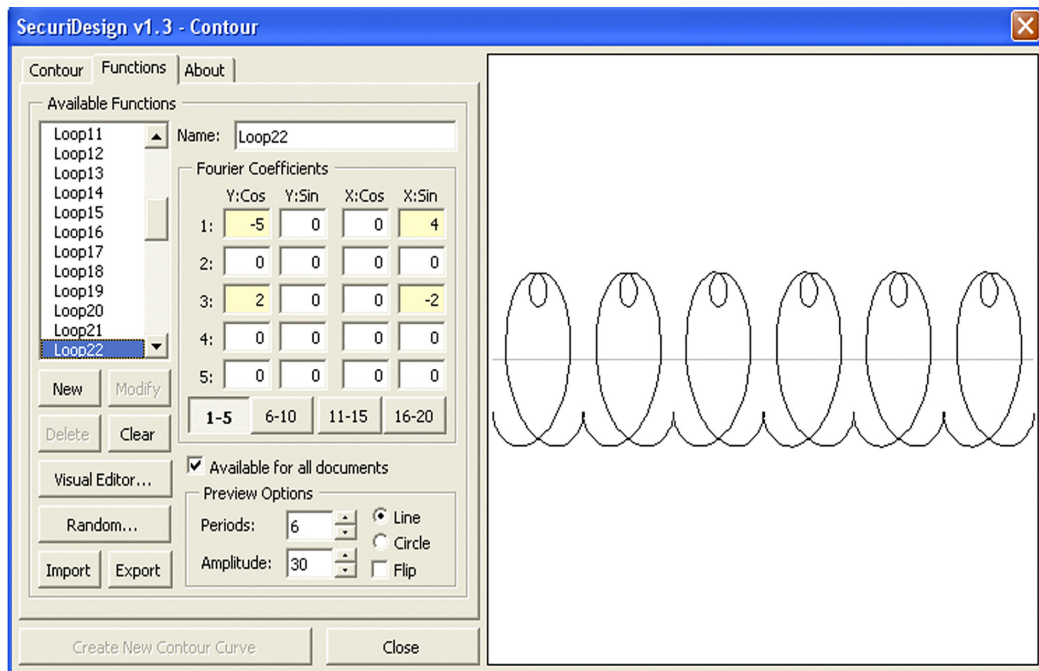 SecuriDesign v1.3 - Contour
Contour Functions About
Available Functions
Loop11
Loop12
Loop13
Loop14
Loop15
Loop16
Loop17
Loop18
Loop19
Loop20
Loop21
Loop22
Name: Loop22
Fourier Coefficients
Y:Cos Y:Sin X:Cos X:Sin
1: -5 0 0 4
2: 0 0 0 0
3: 2 0 0 -2
4: 0 0 0 0
5: 0 0 0 0
1-5 6-10 11-15 16-20
New Modify
Delete Clear
Visual Editor...
Random...
Import Export
Available for all documents
Preview Options
Periods: 6
Amplitude: 30
Line
Circle
Flip
Create New Contour Curve Close